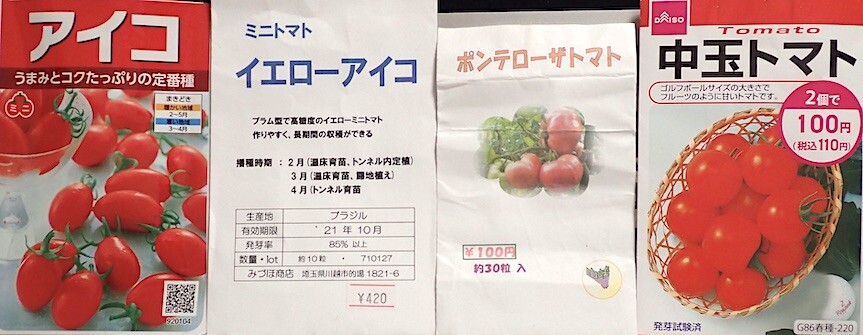 アイコ
うまみとコクたっぷりの定番種
ミニ
まきどき
暖かい地域
2〜5月
寒い地域
3〜4月
920104
ミニトマト
イエローアイコ
プラム型で高糖度のイエローミニトマト
作りやすく、長期間の収穫ができる
播種時期 : 2月(温床育苗、トンネル内定植)
3月(温床育苗、露地植え)
4月(トンネル育苗
生産地 ブラジル
有効期限 '21年10月
発芽率 85%以上
数量・lot 約10粒 ・ 710127
みづほ商店 埼玉県川越市的場1821-6
¥420
ポンテローザトマト
¥100円
約30粒 入
DAISO
Tomato
中玉トマト
ゴルフボールサイズの大きさで
フルーツのように甘いトマトです。
2個で
100円
(税込110円)
発芽試験済
G86春種-220